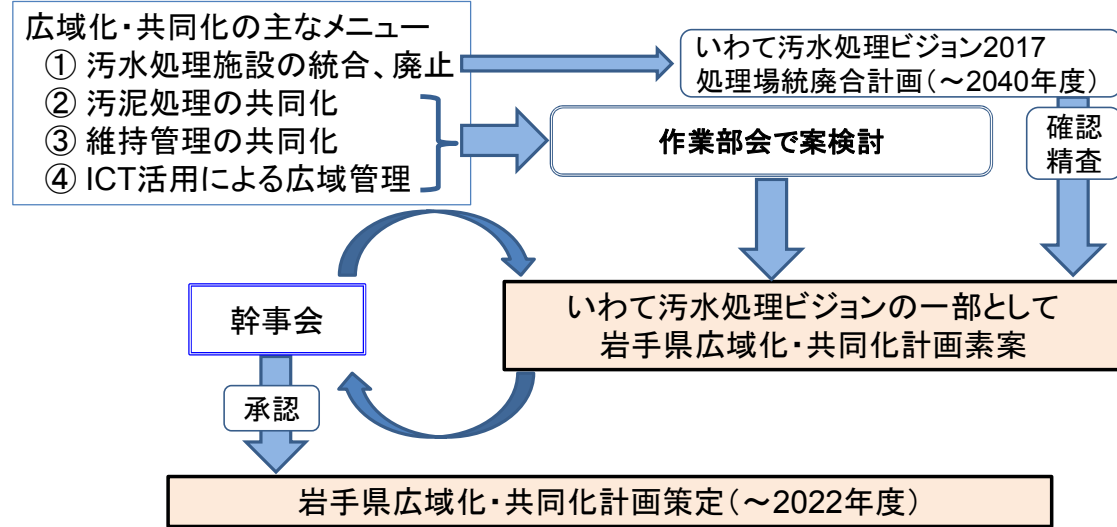 広域化・共同化の主なメニュー
① 汚水処理施設の統合、廃止
② 汚泥処理の共同化
③ 維持管理の共同化
④ ICT活用による広域管理
いわて汚水処理ビジョン2017
処理場統廃合計画(～2040年度)
作業部会で案検討
確認
精査
幹事会
いわて汚水処理ビジョンの一部として
岩手県広域化・共同化計画素案
承認
岩手県広域化・共同化計画策定(～2022年度)